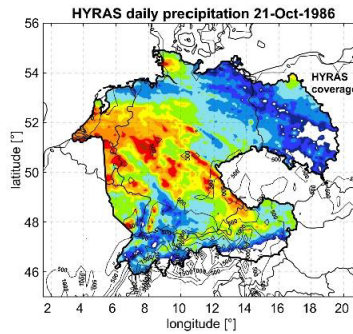 HYRAS daily precipitation 21-Oct-1986
56
54
52
50
48
46
latitude [°]
HYRAS
coverage
2 4 6 8 10 12 14 16 18 20
longitude [°]